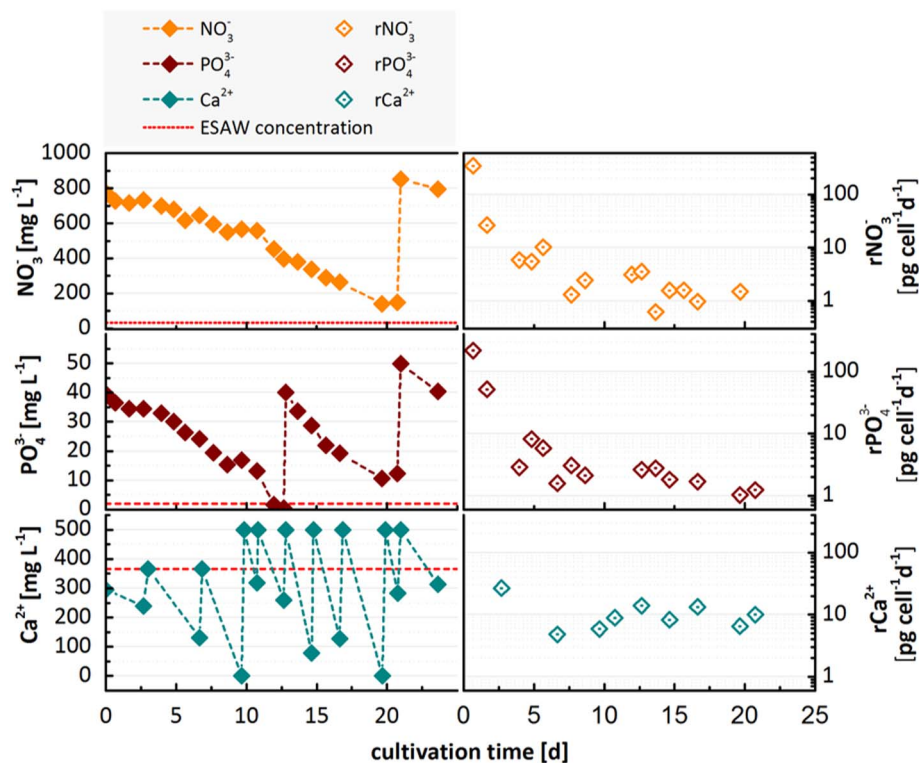 NO₃⁻ rNO₃⁻
PO₄³⁻ rPO₄³⁻
Ca²⁺ rCa²⁺
ESAW concentration
NO₃⁻ [mg L⁻¹]
1000
800
600
400
200
0
100
10
1
rNO₃⁻
[pg cell⁻¹d⁻¹]
PO₄³⁻ [mg L⁻¹]
50
40
30
20
10
0
100
10
1
rPO₄³⁻
[pg cell⁻¹d⁻¹]
Ca²⁺ [mg L⁻¹]
500
400
300
200
100
0
100
10
1
rCa²⁺
[pg cell⁻¹d⁻¹]
0 5 10 15 20 0 5 10 15 20 25
cultivation time [d]